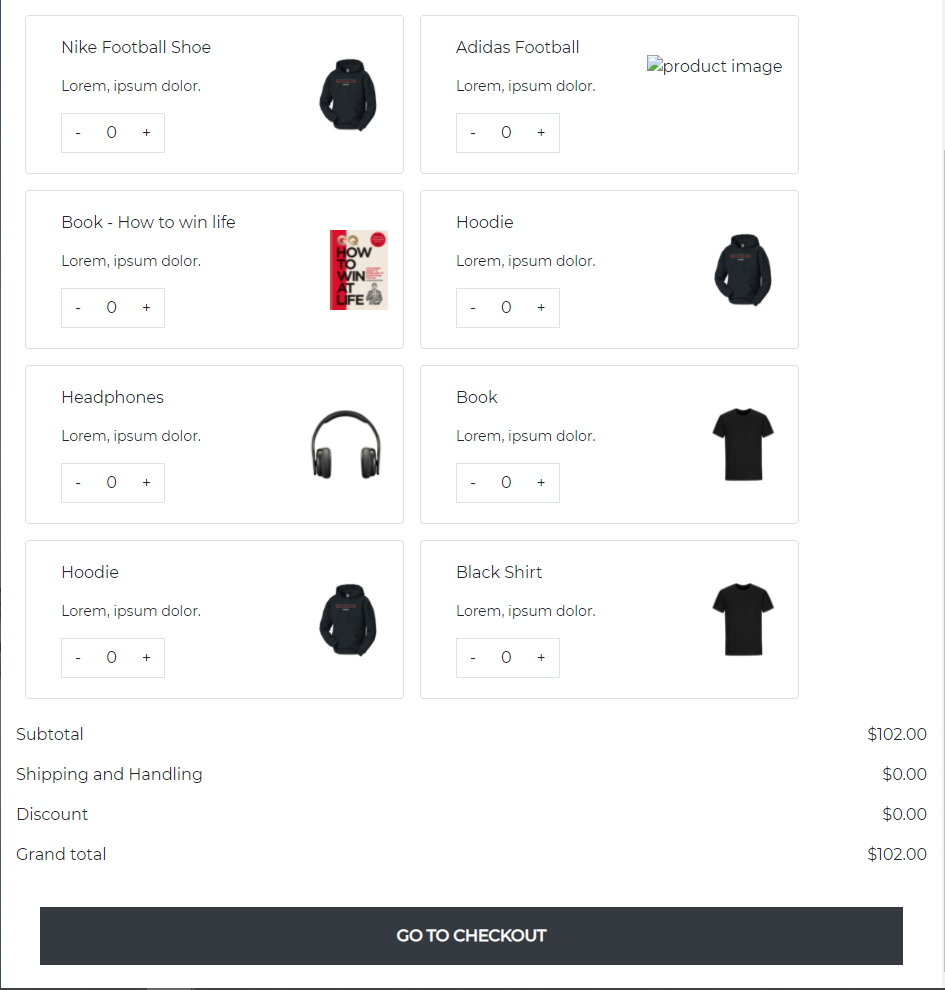 Nike Football Shoe
Lorem, ipsum dolor.
- 0 +
Adidas Football
Lorem, ipsum dolor.
- 0 +
product image
Book - How to win life
Lorem, ipsum dolor.
- 0 +
GQ
HOW
TO
WIN
AT
LIFE
Hoodie
Lorem, ipsum dolor.
- 0 +
Headphones
Lorem, ipsum dolor.
- 0 +
Book
Lorem, ipsum dolor.
- 0 +
Hoodie
Lorem, ipsum dolor.
- 0 +
Black Shirt
Lorem, ipsum dolor.
- 0 +
Subtotal $102.00
Shipping and Handling $0.00
Discount $0.00
Grand total $102.00
GO TO CHECKOUT